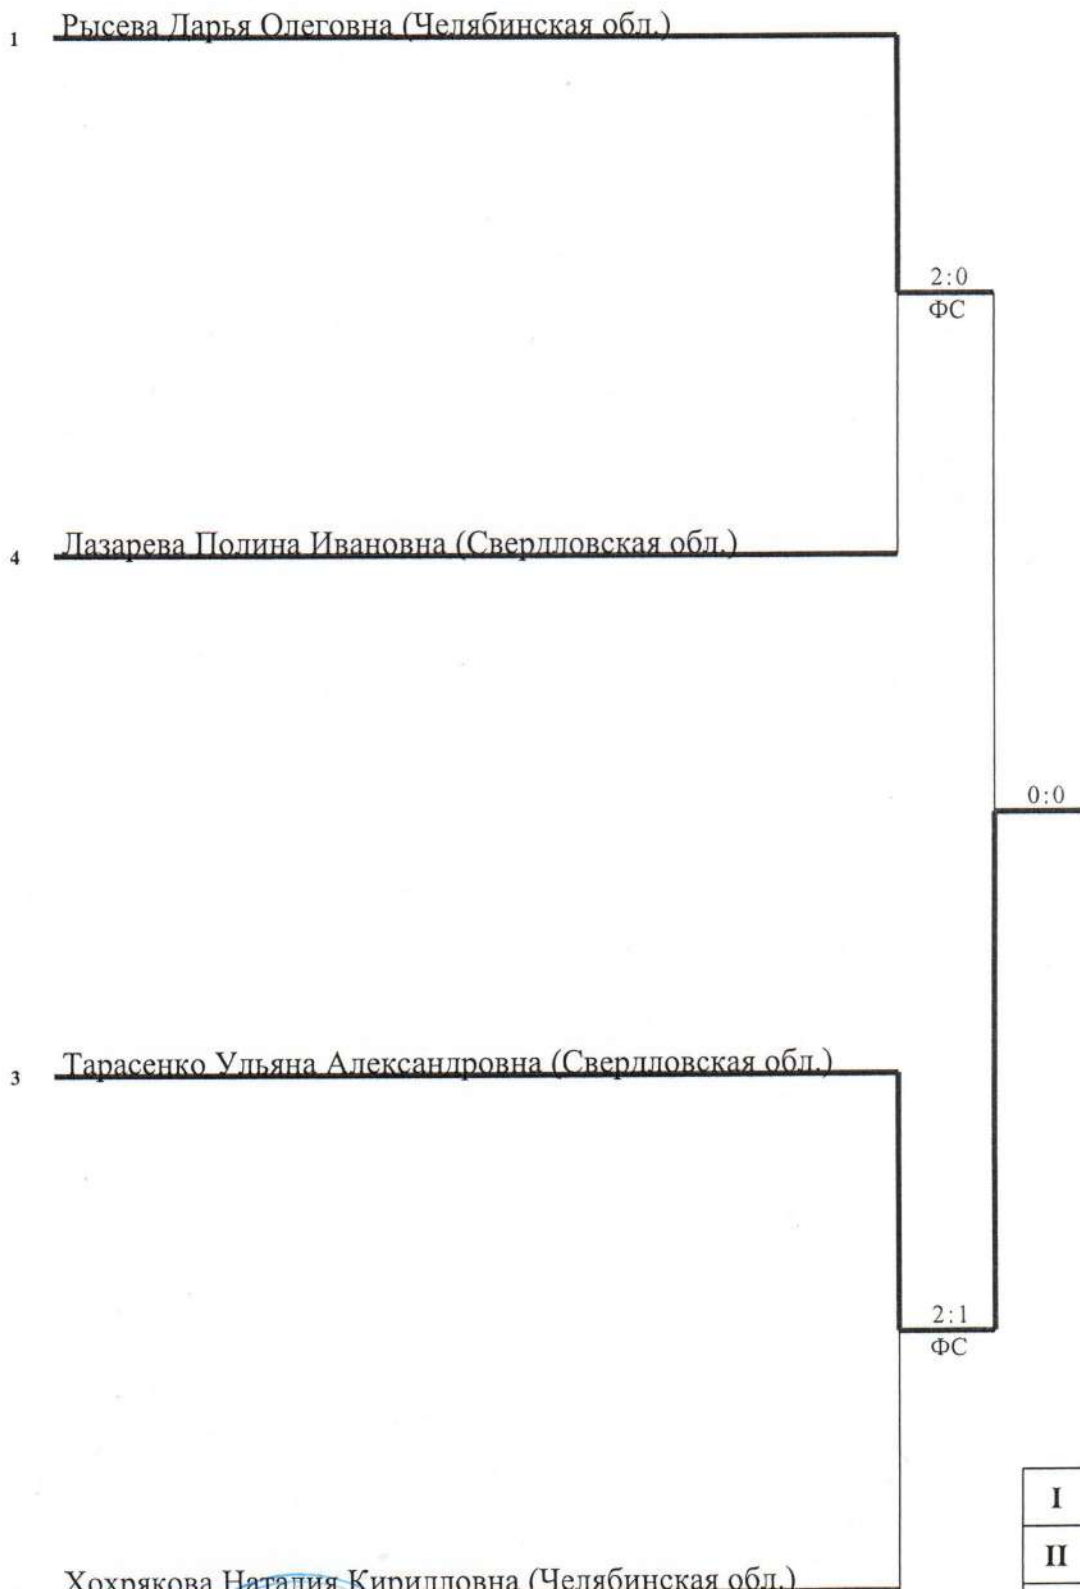 1 Рысева Дарья Олеговна (Челябинская обл.)
2:0
ФС
4 Лазарева Полина Ивановна (Свердловская обл.)
0:0
3 Тарасенко Ульяна Александровна (Свердловская обл.)
2:1
ФС
I
II
Хохрякова Наталия Кирилловна (Челябинская обл.)